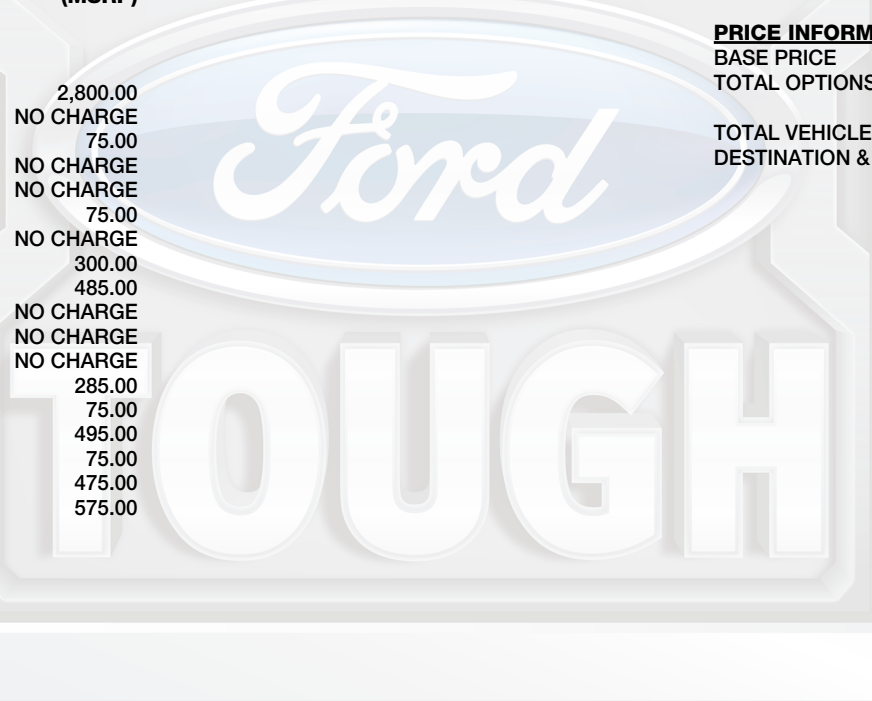 (MSRP)
2,800.00
NO CHARGE
75.00
NO CHARGE
NO CHARGE
75.00
NO CHARGE
300.00
485.00
NO CHARGE
NO CHARGE
NO CHARGE
285.00
75.00
495.00
75.00
475.00
575.00
PRICE INFORM
BASE PRICE
TOTAL OPTIONS
TOTAL VEHICLE
DESTINATION &
Ford
TOUGH